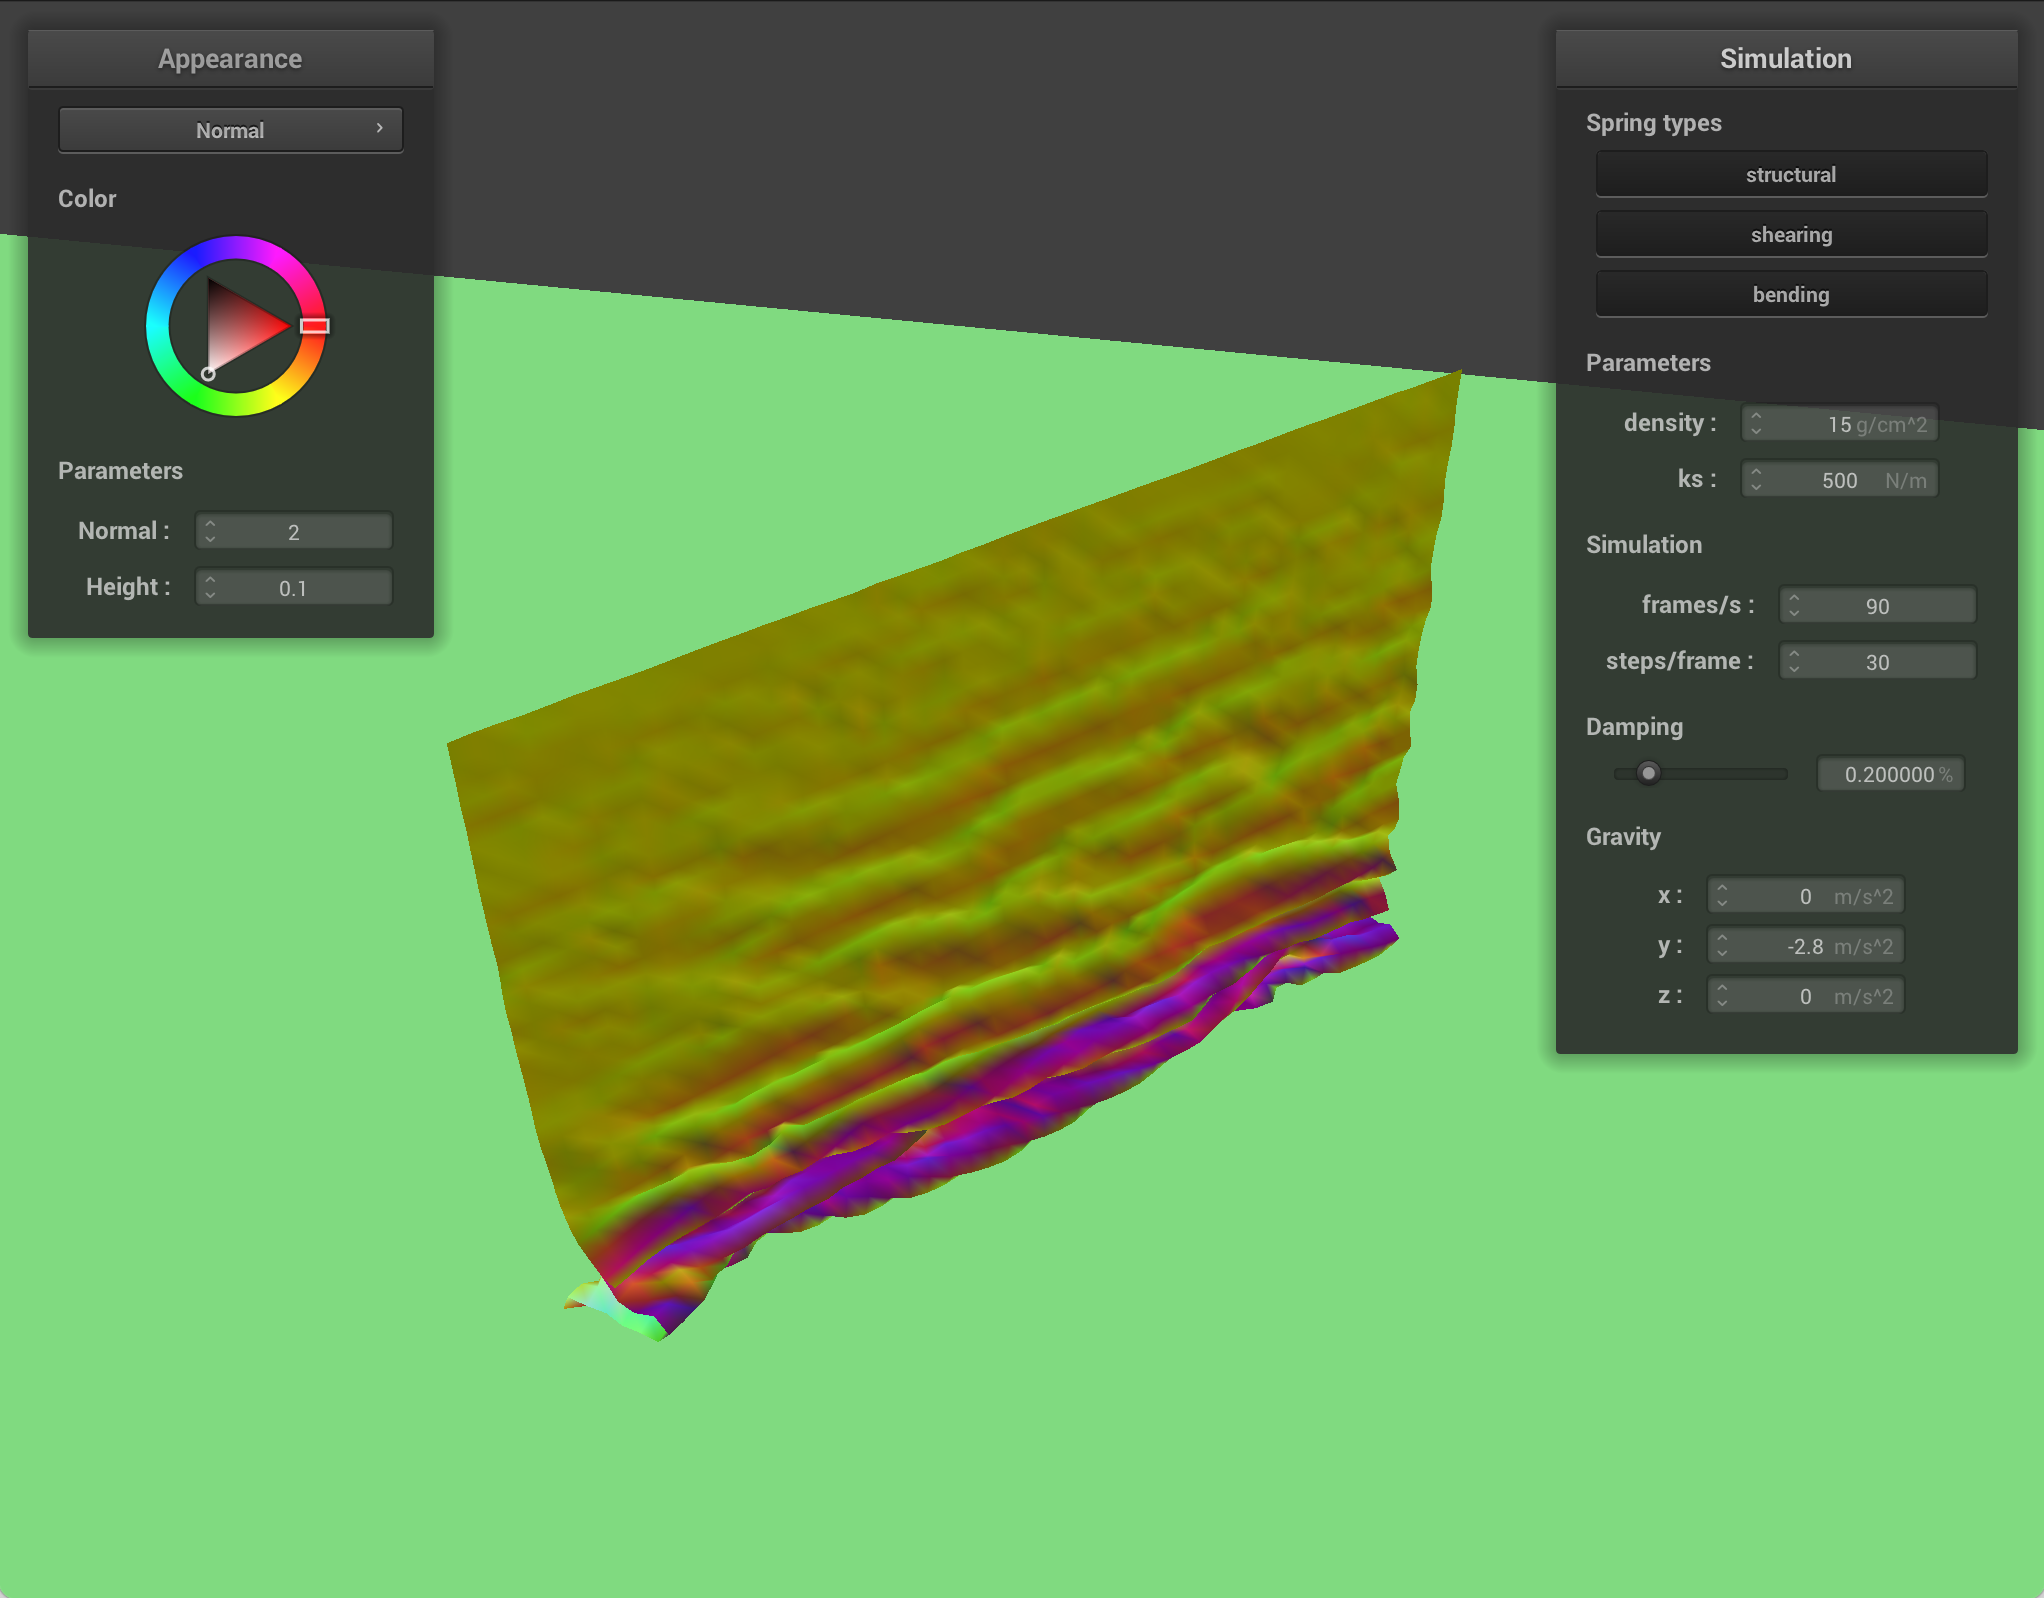 Appearance
Normal
Color
Parameters
Normal : 2
Height : 0.1
Simulation
Spring types
structural
shearing
bending
Parameters
density : 15 g/cm^2
ks : 500 N/m
Simulation
frames/s : 90
steps/frame : 30
Damping
0.200000 %
Gravity
x : 0 m/s^2
y : -2.8 m/s^2
z : 0 m/s^2